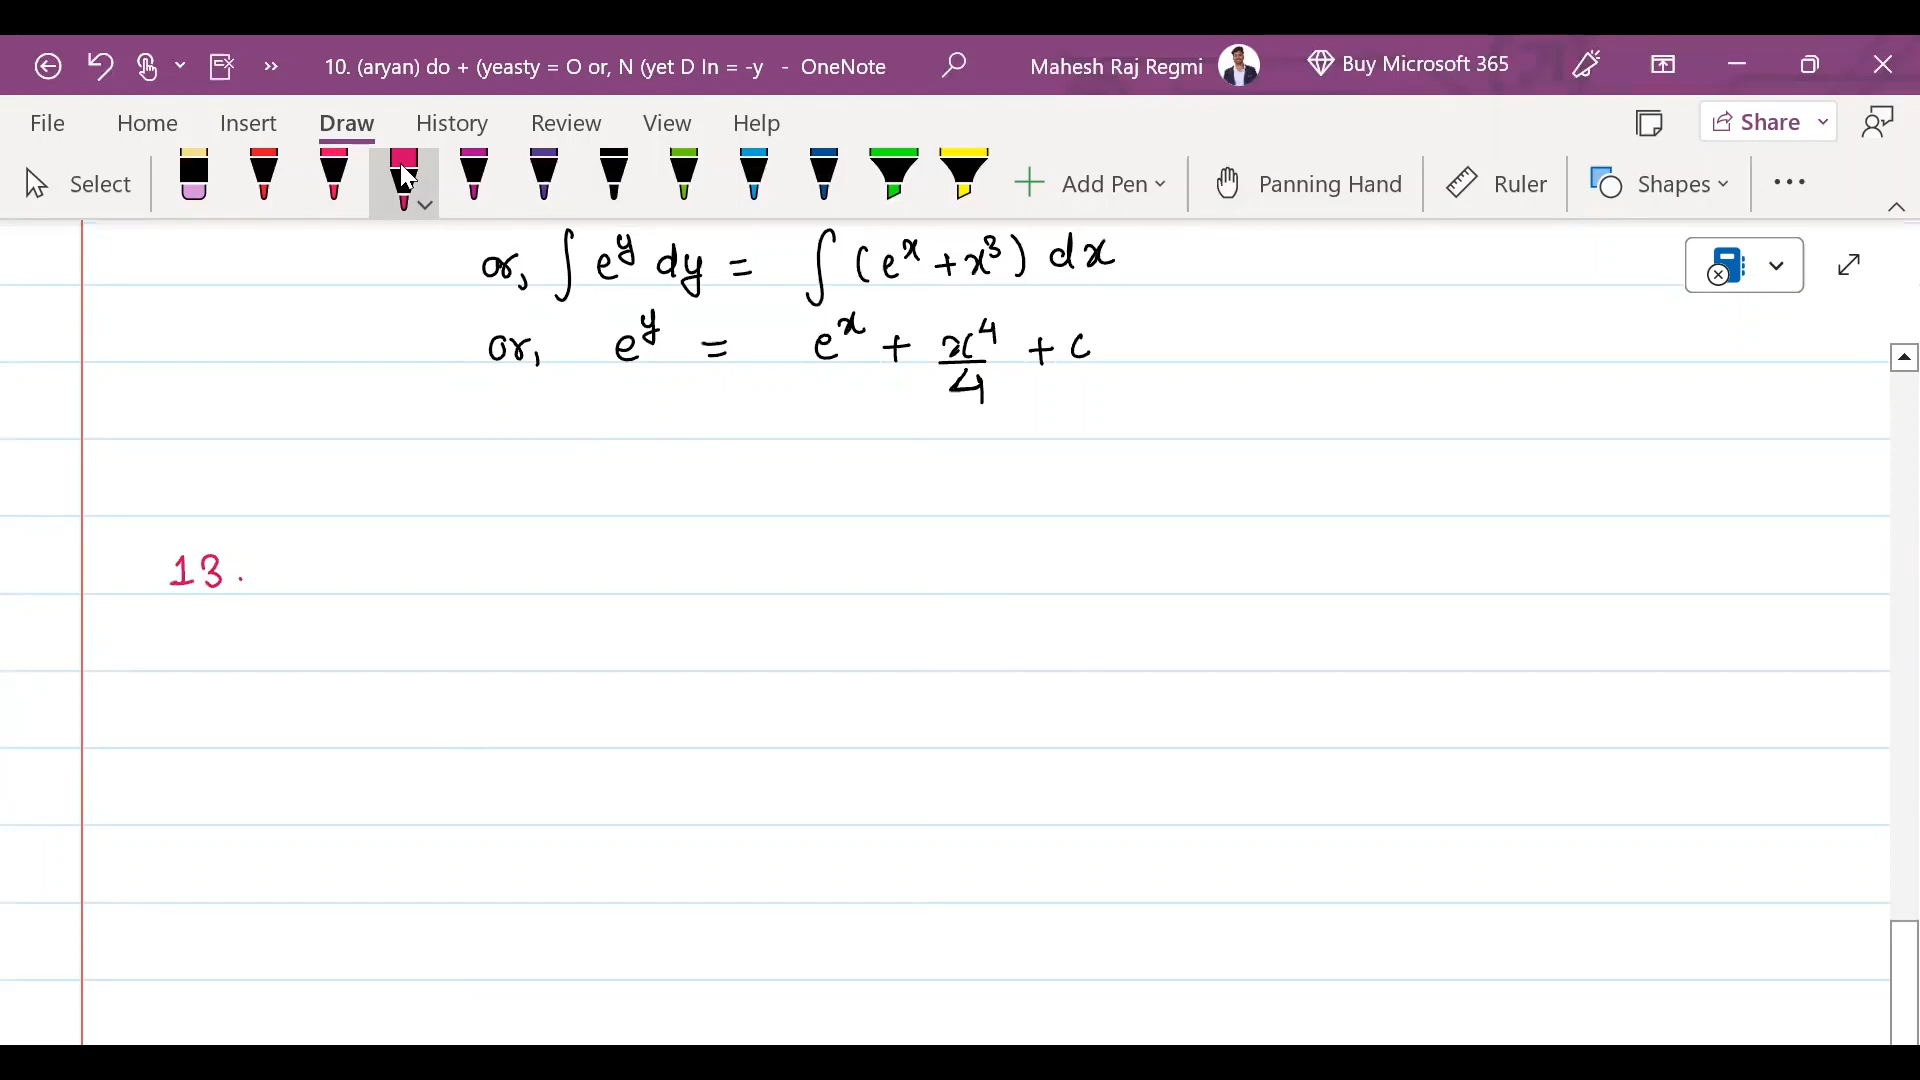 10. (aryan) do + (yeasty = O or, N (yet D In = -y - OneNote
Mahesh Raj Regmi
Buy Microsoft 365
File Home Insert Draw History Review View Help
Share
Select
Add Pen
Panning Hand
Ruler
Shapes
or, ∫ e^y dy = ∫ (e^x + x^3) dx
or, e^y = e^x + x^4/4 + c
13.